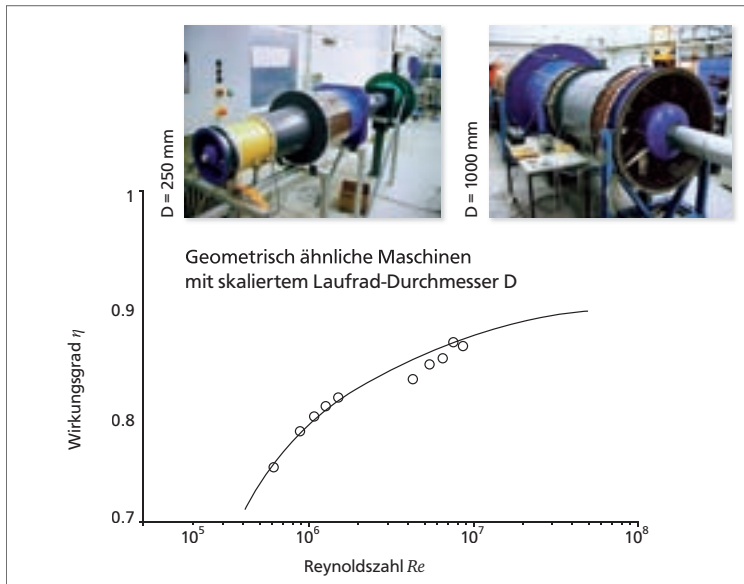 D = 250 mm
D = 1000 mm
Geometrisch ähnliche Maschinen
mit skaliertem Laufrad-Durchmesser D
Wirkungsgrad η
1
0.9
0.8
0.7
10⁵
10⁶
10⁷
10⁸
Reynoldszahl Re